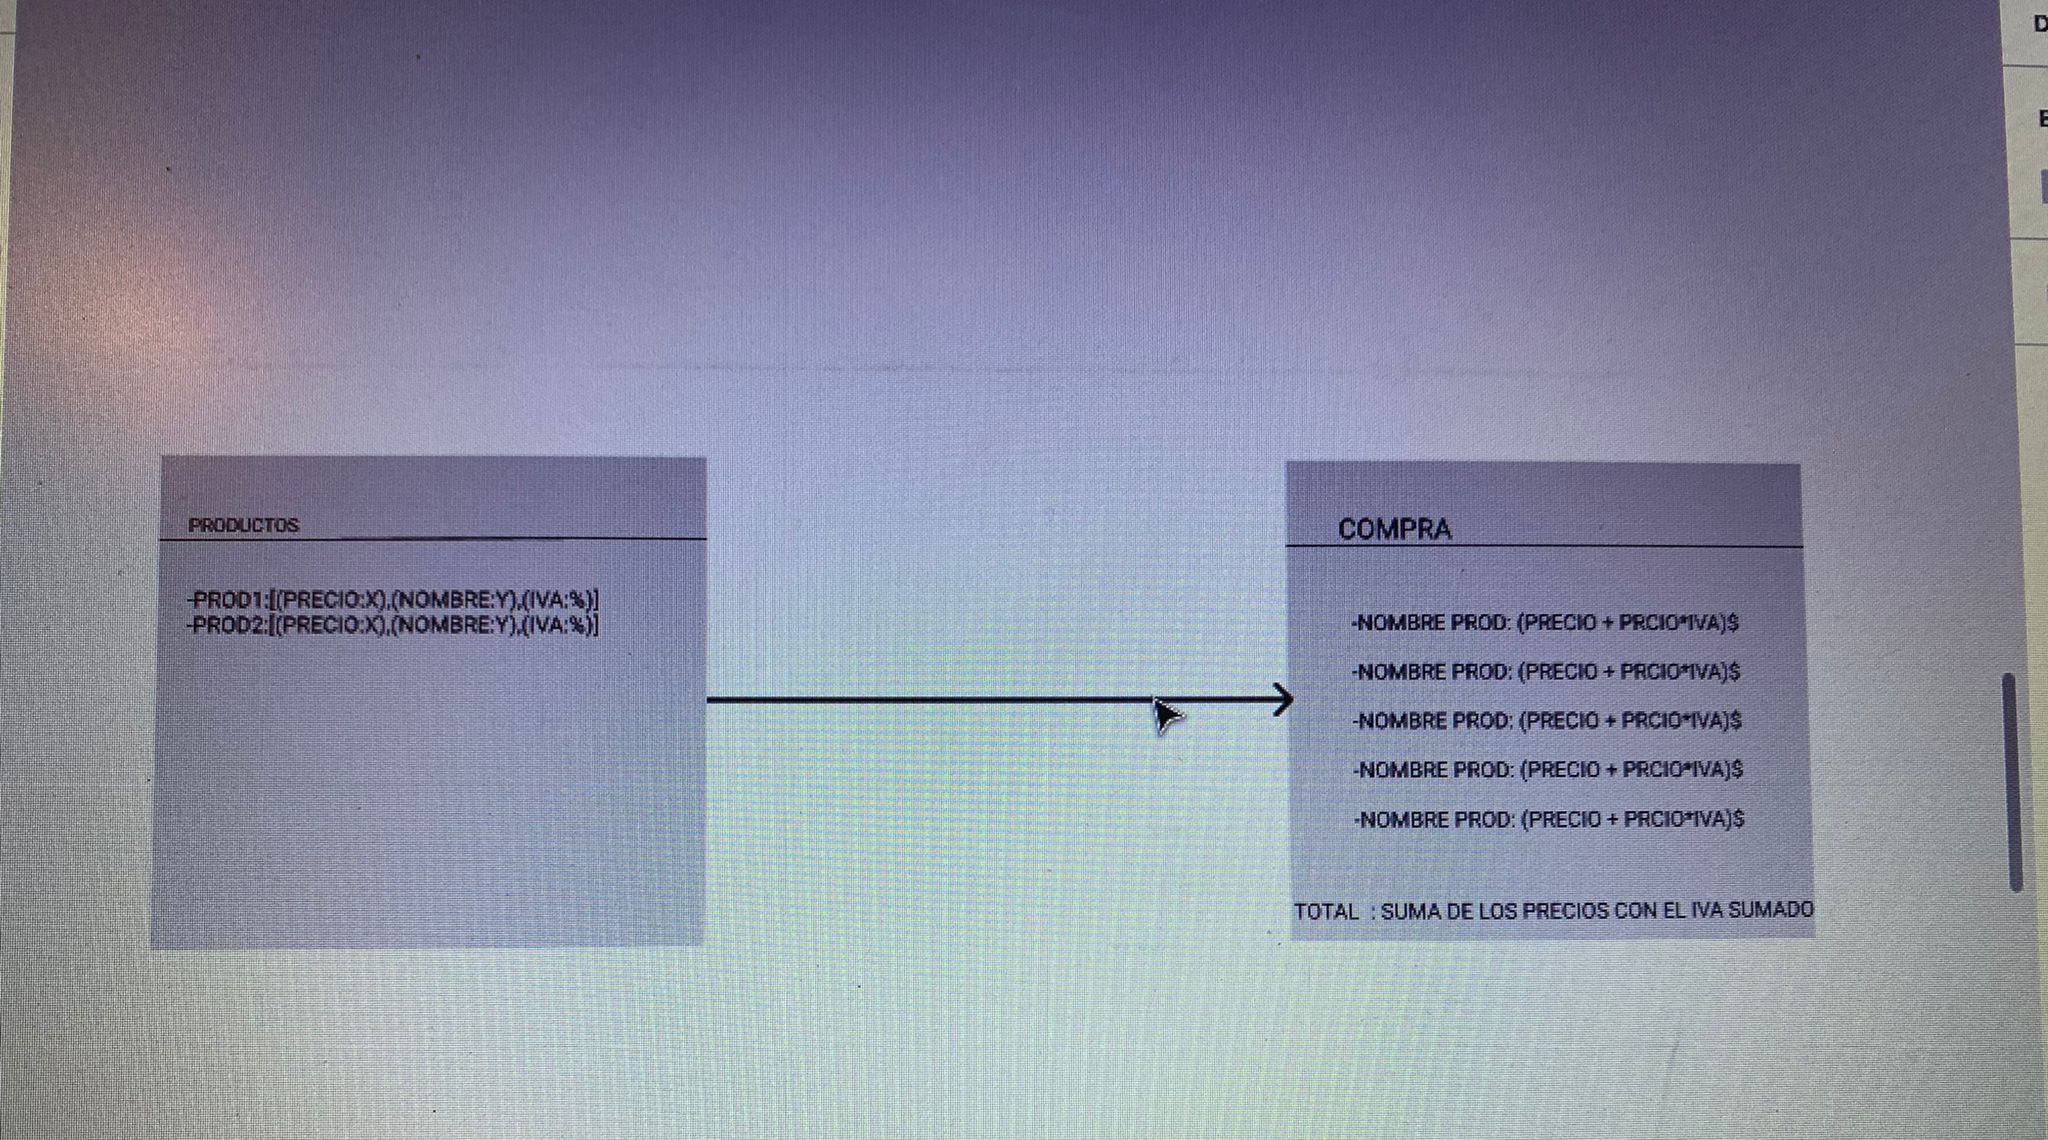 PRODUCTOS
-PROD1:[(PRECIO:X),(NOMBRE:Y),(IVA:%)]
-PROD2:[(PRECIO:X),(NOMBRE:Y),(IVA:%)]
COMPRA
-NOMBRE PROD: (PRECIO + PRCIO*IVA)$
-NOMBRE PROD: (PRECIO + PRCIO*IVA)$
-NOMBRE PROD: (PRECIO + PRCIO*IVA)$
-NOMBRE PROD: (PRECIO + PRCIO*IVA)$
-NOMBRE PROD: (PRECIO + PRCIO*IVA)$
TOTAL : SUMA DE LOS PRECIOS CON EL IVA SUMADO